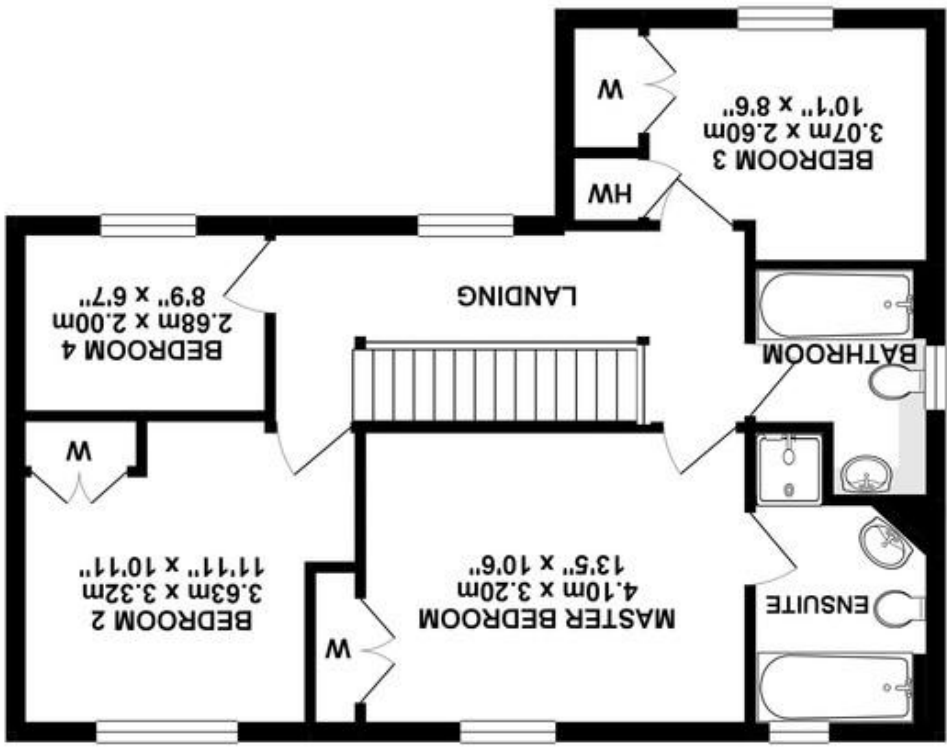 ENSUITE
MASTER BEDROOM
4.10m x 3.20m
13'5" x 10'6"
W
BEDROOM 2
3.63m x 3.32m
11'11" x 10'11"
W
BATHROOM
LANDING
BEDROOM 4
2.68m x 2.00m
8'9" x 6'7"
HW
BEDROOM 3
3.07m x 2.60m
10'1" x 8'6"
W